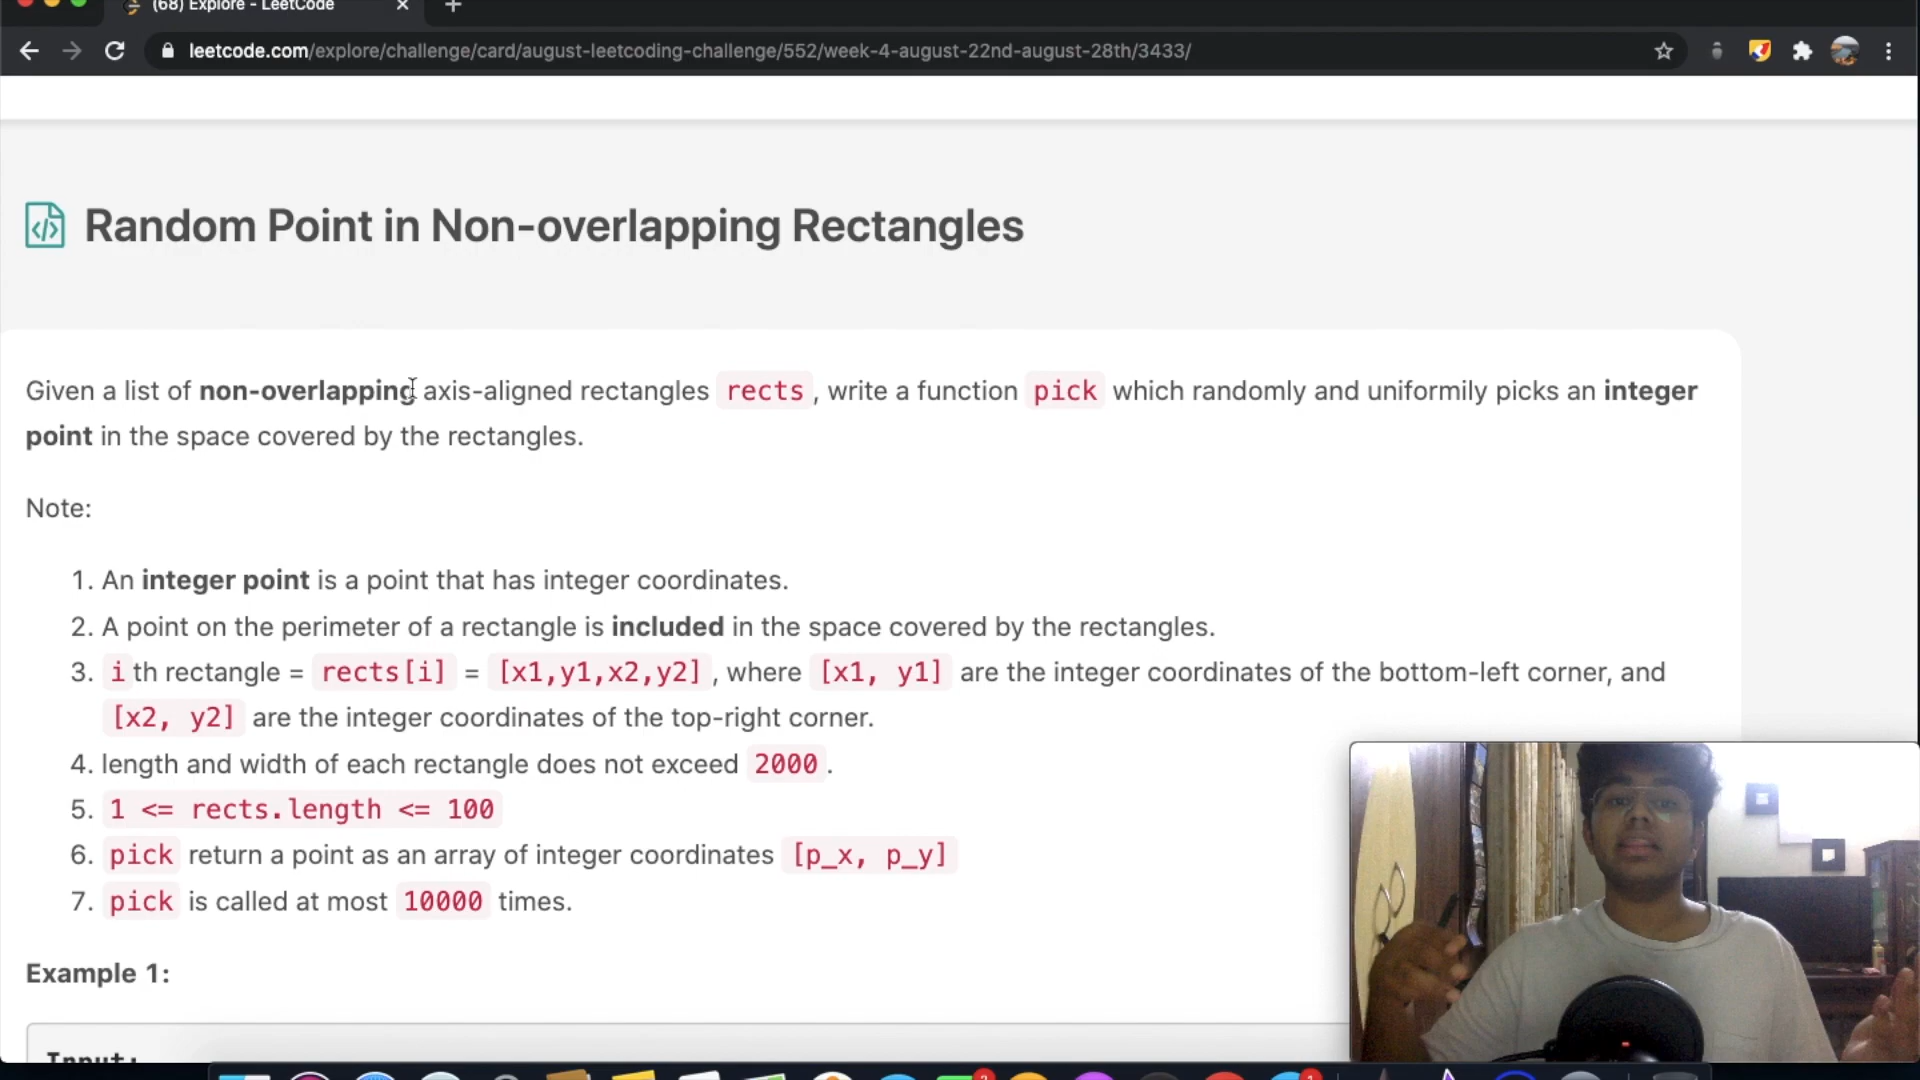 (68) Explore - LeetCode
leetcode.com/explore/challenge/card/august-leetcoding-challenge/552/week-4-august-22nd-august-28th/3433/
Random Point in Non-overlapping Rectangles
Given a list of non-overlapping axis-aligned rectangles rects, write a function pick which randomly and uniformily picks an integer
point in the space covered by the rectangles.
Note:
1. An integer point is a point that has integer coordinates.
2. A point on the perimeter of a rectangle is included in the space covered by the rectangles.
3. ith rectangle = rects[i] = [x1,y1,x2,y2], where [x1, y1] are the integer coordinates of the bottom-left corner, and
[x2, y2] are the integer coordinates of the top-right corner.
4. length and width of each rectangle does not exceed 2000.
5. 1 <= rects.length <= 100
6. pick return a point as an array of integer coordinates [p_x, p_y]
7. pick is called at most 10000 times.
Example 1:
Input: